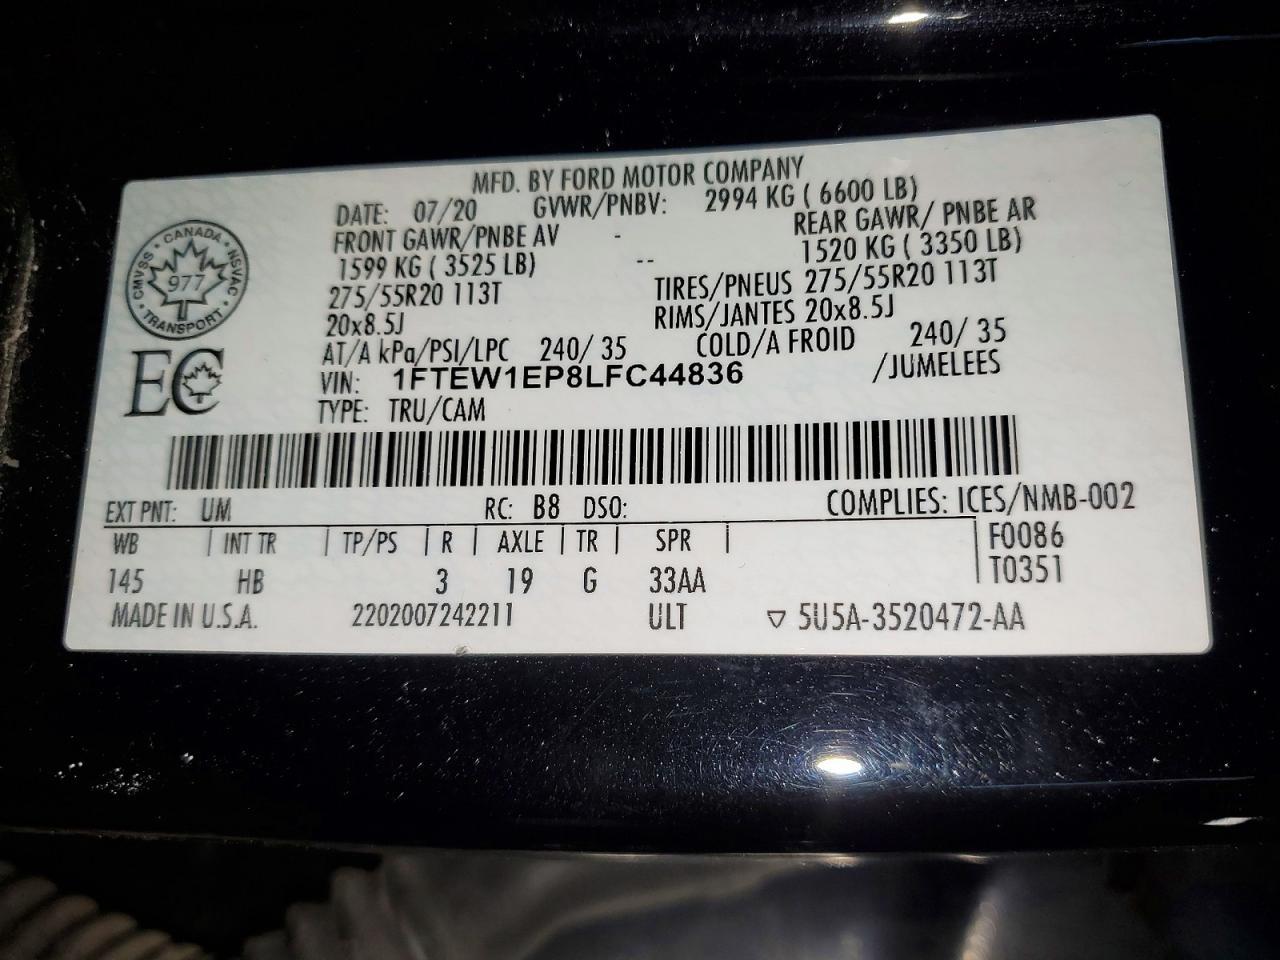 MFD. BY FORD MOTOR COMPANY
DATE: 07/20 GVWR/PNBV: 2994 KG ( 6600 LB)
FRONT GAWR/PNBE AV - REAR GAWR/ PNBE AR
1599 KG ( 3525 LB) -- 1520 KG ( 3350 LB)
275/55R20 113T TIRES/PNEUS 275/55R20 113T
20x8.5J RIMS/JANTES 20x8.5J
AT/A kPa/PSI/LPC 240/ 35 COLD/A FROID 240/ 35
VIN: 1FTEW1EP8LFC44836 /JUMELEES
TYPE: TRU/CAM
CANADA
CMVSS 977 NSVAC
TRANSPORT
EC
EXT PNT: UM RC: B8 DSO: COMPLIES: ICES/NMB-002
WB | INT TR | TP/PS | R | AXLE | TR | SPR | F0086
145 HB 3 19 G 33AA T0351
MADE IN U.S.A. 2202007242211 ULT ▽ 5U5A-3520472-AA